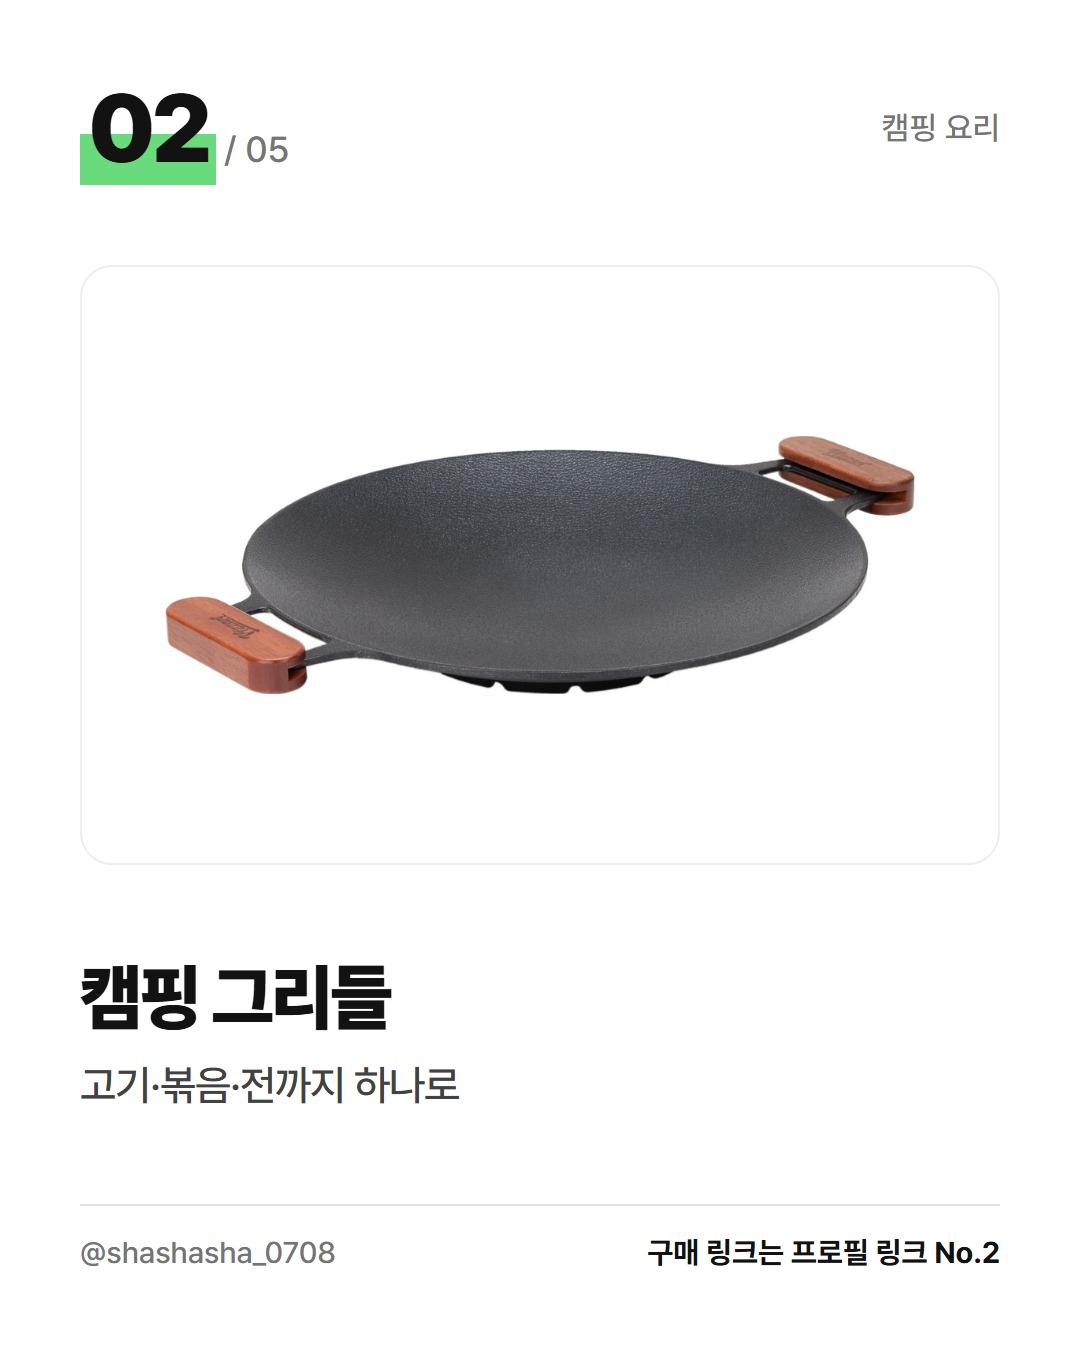 02 / 05
캠핑 요리
캠핑 그리들
고기·볶음·전까지 하나로
@shashasha_0708
구매 링크는 프로필 링크 No.2